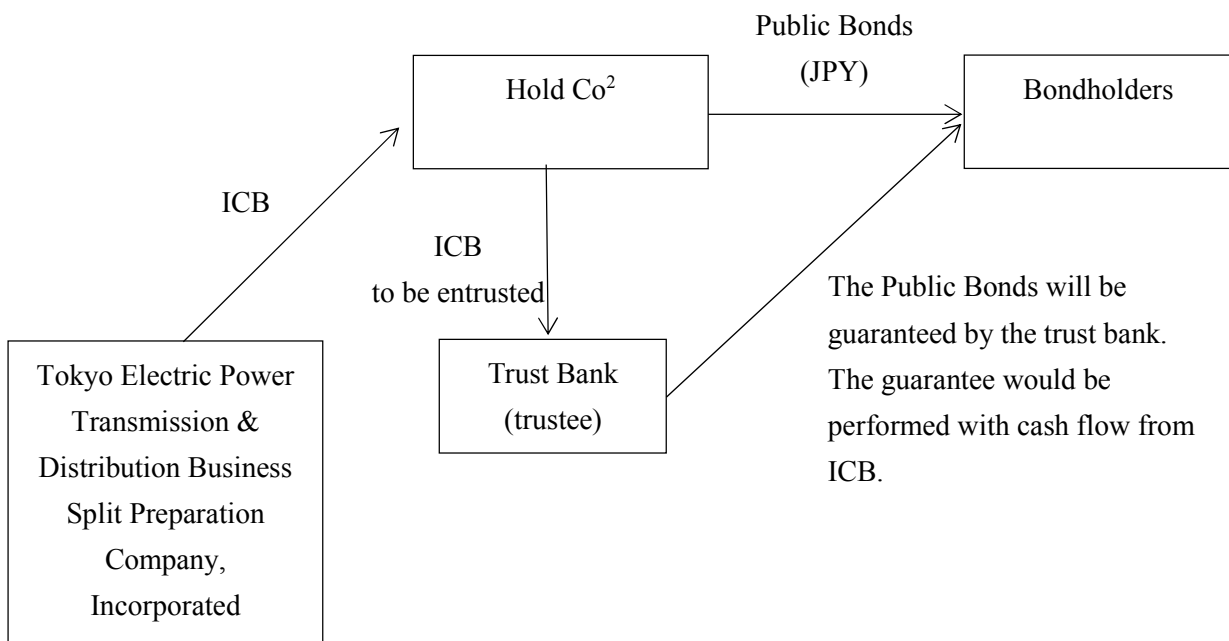 Public Bonds
(JPY)
Hold Co²
Bondholders
ICB
ICB
to be entrusted
The Public Bonds will be
guaranteed by the trust bank.
The guarantee would be
performed with cash flow from
ICB.
Trust Bank
(trustee)
Tokyo Electric Power
Transmission &
Distribution Business
Split Preparation
Company,
Incorporated